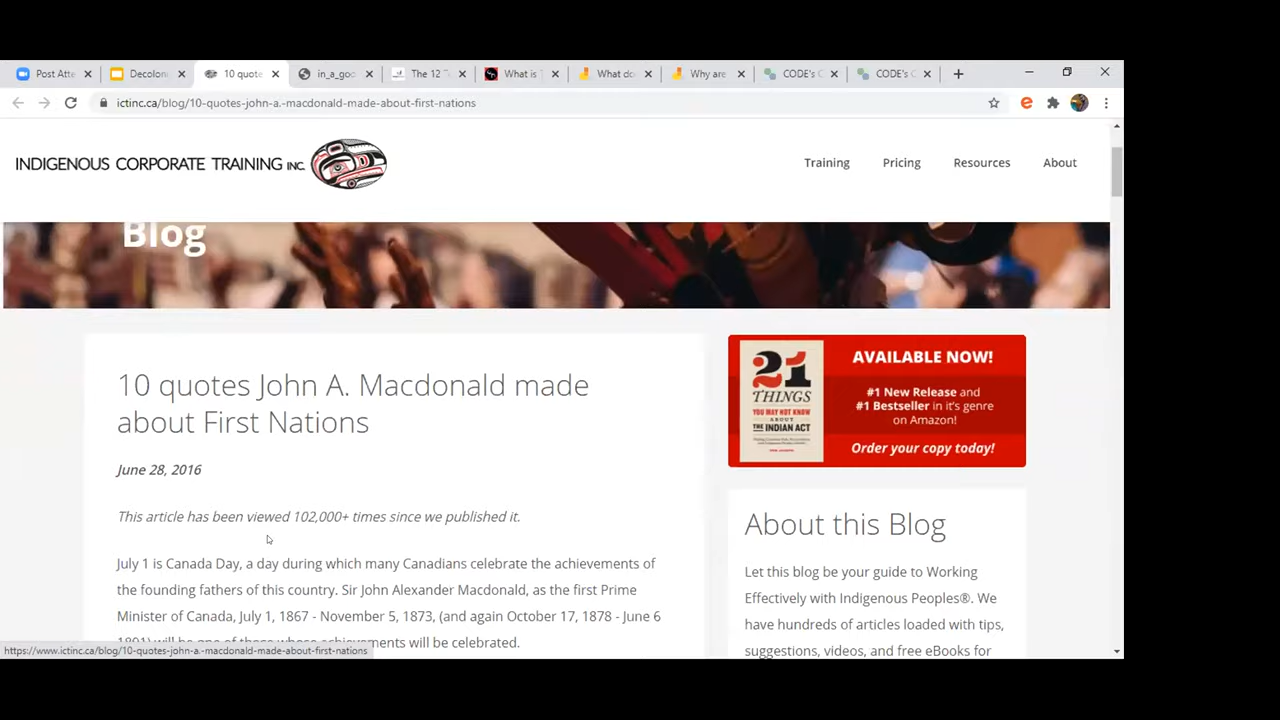 Post Atte
Decolon
10 quote
in_a_goo
The 12 T
What is T
What do
Why are
CODE's C
CODE's C
ictinc.ca/blog/10-quotes-john-a.-macdonald-made-about-first-nations
INDIGENOUS CORPORATE TRAINING INC.
Training
Pricing
Resources
About
Blog
10 quotes John A. Macdonald made
about First Nations
June 28, 2016
This article has been viewed 102,000+ times since we published it.
July 1 is Canada Day, a day during which many Canadians celebrate the achievements of
the founding fathers of this country. Sir John Alexander Macdonald, as the first Prime
Minister of Canada, July 1, 1867 - November 5, 1873, (and again October 17, 1878 - June 6
1891) will be one of those whose achievements will be celebrated.
21
THINGS
YOU MAY NOT KNOW
ABOUT
THE INDIAN ACT
AVAILABLE NOW!
#1 New Release and
#1 Bestseller in it's genre
on Amazon!
Order your copy today!
About this Blog
Let this blog be your guide to Working
Effectively with Indigenous Peoples®. We
have hundreds of articles loaded with tips,
suggestions, videos, and free eBooks for
https://www.ictinc.ca/blog/10-quotes-john-a.-macdonald-made-about-first-nations